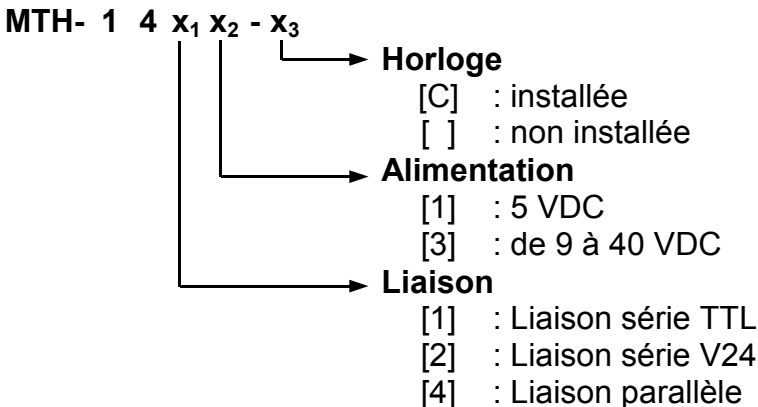 MTH- 1 4 x₁ x₂ - x₃
Horloge
[C] : installée
[ ] : non installée
Alimentation
[1] : 5 VDC
[3] : de 9 à 40 VDC
Liaison
[1] : Liaison série TTL
[2] : Liaison série V24
[4] : Liaison parallèle